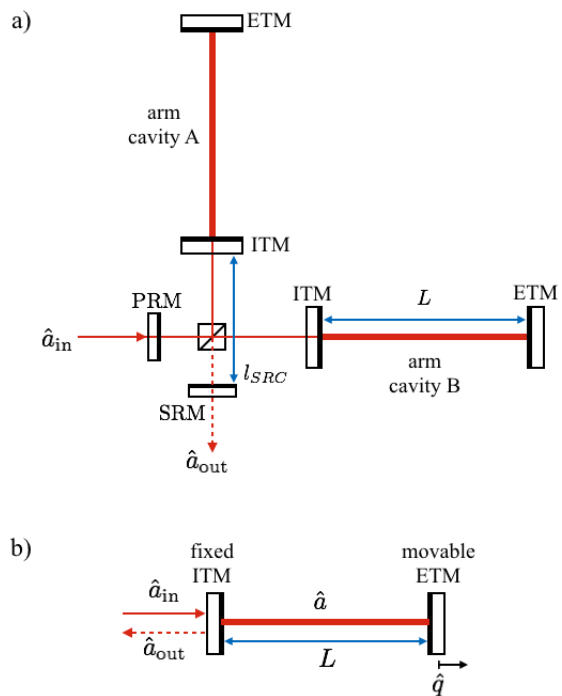 a)
ETM
arm
cavity A
ITM
PRM
ITM
L
ETM
â_in
arm
cavity B
l_SRC
SRM
â_out
b)
fixed
ITM
movable
ETM
â_in
â
â_out
L
q̂